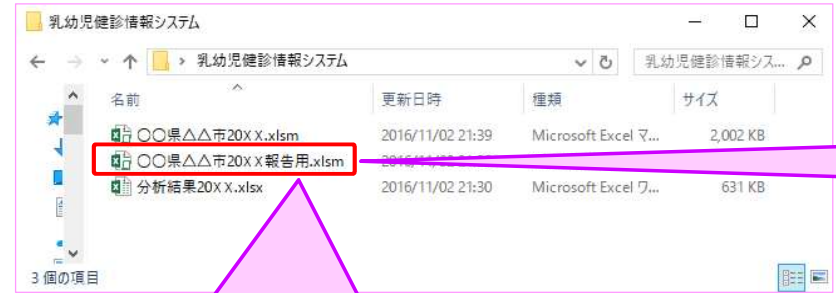 乳幼児健診情報システム
乳幼児健診情報システム
乳幼児健診情報シス...
名前 更新日時 種類 サイズ
〇〇県△△市20XX.xlsm 2016/11/02 21:39 Microsoft Excel マ... 2,002 KB
〇〇県△△市20XX報告用.xlsm
分析結果20XX.xlsx 2016/11/02 21:30 Microsoft Excel ワ... 631 KB
3 個の項目